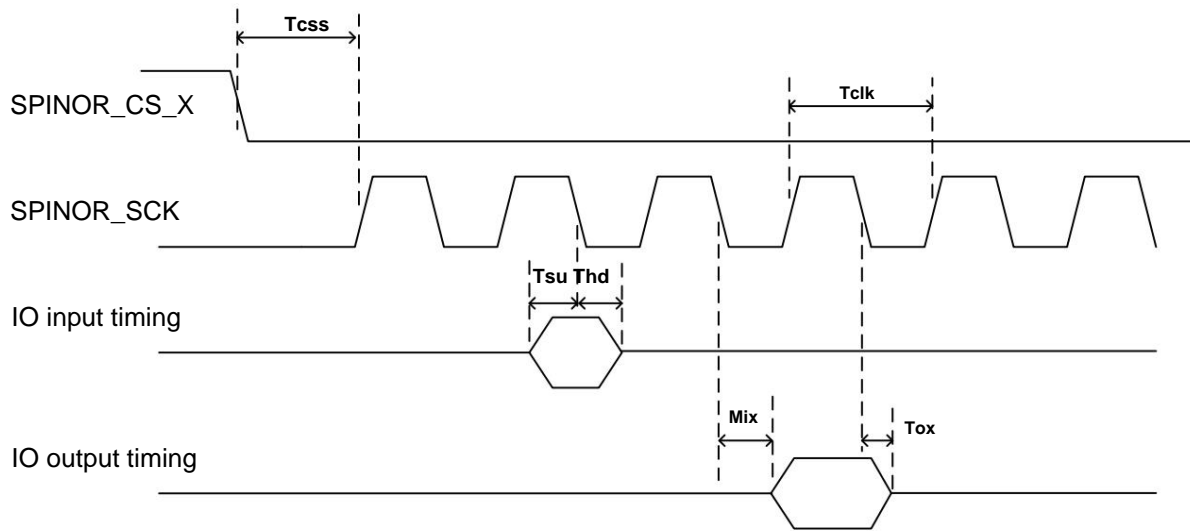 Tcss
SPINOR_CS_X
Tclk
SPINOR_SCK
Tsu Thd
IO input timing
Mix
Tox
IO output timing